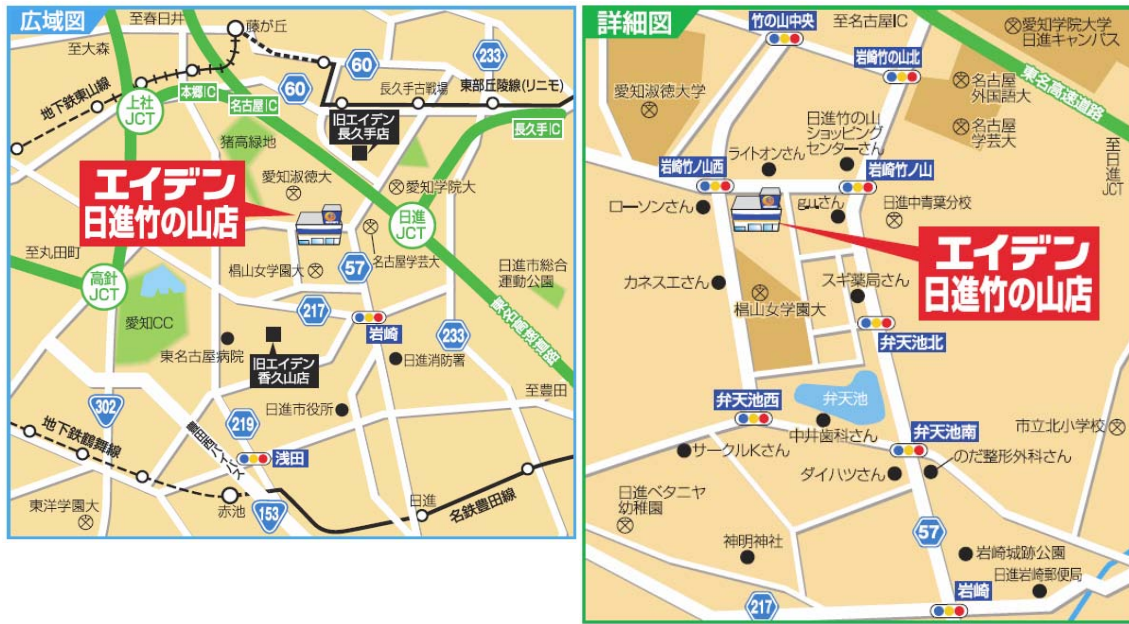 広域図
至春日井
藤が丘
至大森
地下鉄東山線
上社
JCT
本郷IC
名古屋IC
60
60
233
長久手古戦場
東部丘陵線(リニモ)
旧エイデン
長久手店
長久手IC
猪高緑地
愛知淑徳大
愛知学院大
エイデン
日進竹の山店
日進
JCT
至丸田町
高針
JCT
椙山女学園大
57
名古屋学芸大
日進市総合
運動公園
愛知CC
217
岩崎
233
東名高速道路
東名古屋病院
旧エイデン
香久山店
日進消防署
至豊田
302
219
日進市役所
地下鉄鶴舞線
豊田西バイパス
浅田
東洋学園大
赤池
153
日進
名鉄豊田線
詳細図
竹の山中央
至名古屋IC
愛知学院大学
日進キャンパス
岩崎竹の山北
東名高速道路
愛知淑徳大学
名古屋
外国語大
日進竹の山
ショッピング
センターさん
名古屋
学芸大
至日進JCT
岩崎竹ノ山西
ライトオンさん
岩崎竹ノ山
ローソンさん
guさん
日進中青葉分校
エイデン
日進竹の山店
カネスエさん
スギ薬局さん
椙山女学園大
弁天池北
弁天池西
弁天池
中井歯科さん
弁天池南
市立北小学校
サークルKさん
ダイハツさん
のだ整形外科さん
日進ベタニヤ
幼稚園
57
神明神社
岩崎城跡公園
日進岩崎郵便局
217
岩崎